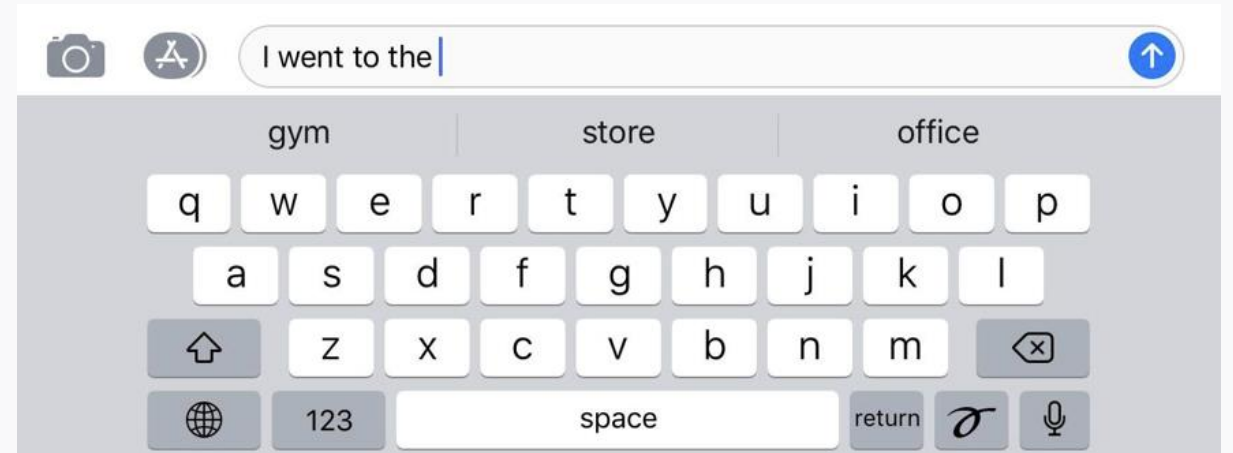 I went to the
gym store office
q w e r t y u i o p
a s d f g h j k l
z x c v b n m
123 space return